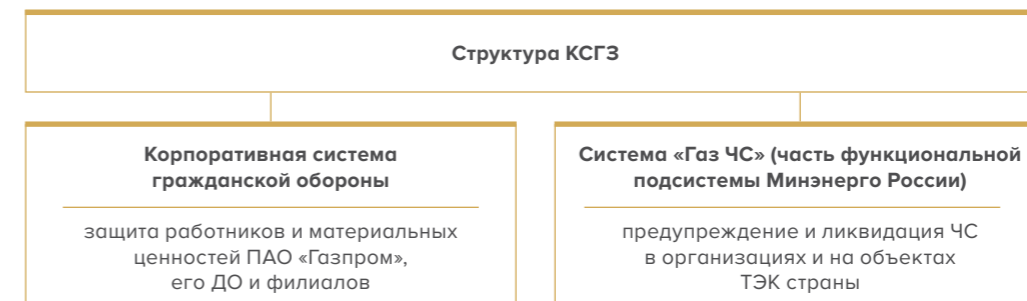 Структура КСГЗ
Корпоративная система
гражданской обороны
защита работников и материальных
ценностей ПАО «Газпром»,
его ДО и филиалов
Система «Газ ЧС» (часть функциональной
подсистемы Минэнерго России)
предупреждение и ликвидация ЧС
в организациях и на объектах
ТЭК страны